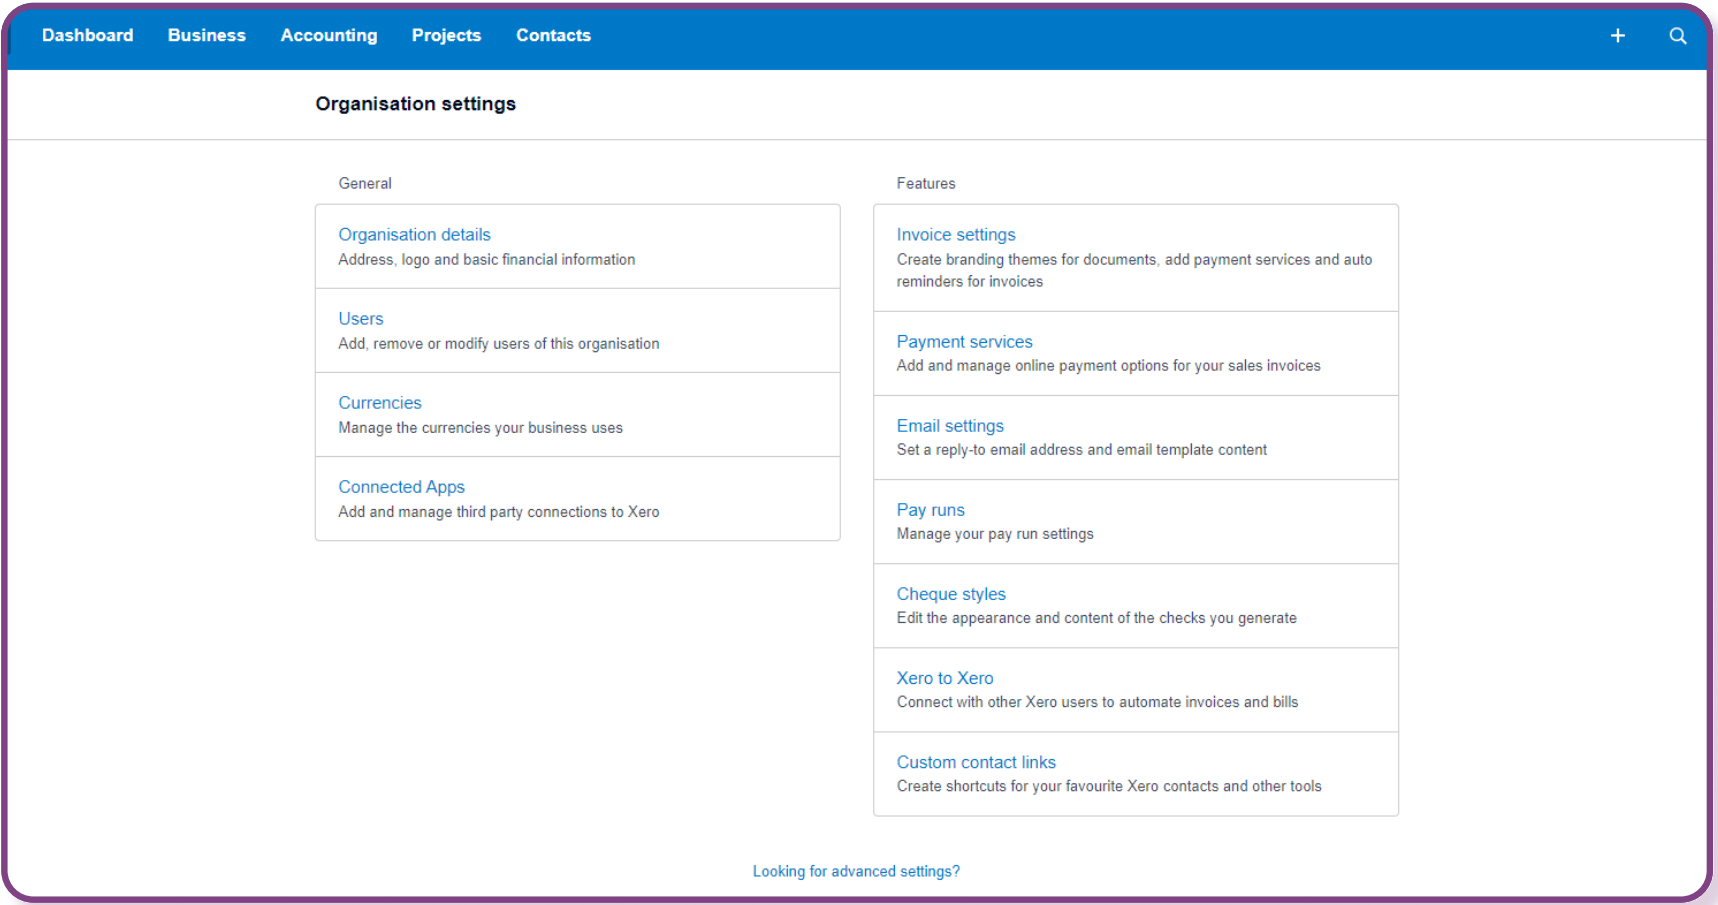 Dashboard Business Accounting Projects Contacts
Organisation settings
General
Organisation details
Address, logo and basic financial information
Users
Add, remove or modify users of this organisation
Currencies
Manage the currencies your business uses
Connected Apps
Add and manage third party connections to Xero
Features
Invoice settings
Create branding themes for documents, add payment services and auto
reminders for invoices
Payment services
Add and manage online payment options for your sales invoices
Email settings
Set a reply-to email address and email template content
Pay runs
Manage your pay run settings
Cheque styles
Edit the appearance and content of the checks you generate
Xero to Xero
Connect with other Xero users to automate invoices and bills
Custom contact links
Create shortcuts for your favourite Xero contacts and other tools
Looking for advanced settings?